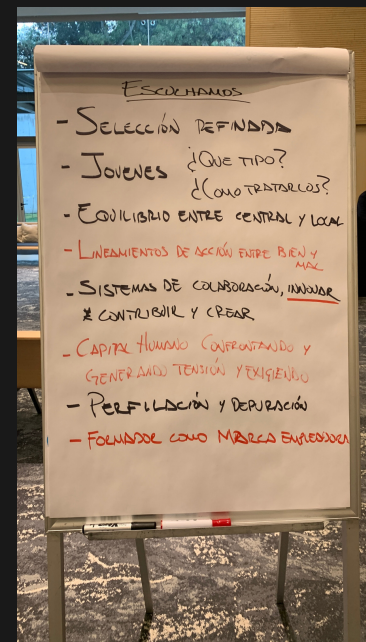 ESCUCHAMOS
- SELECCIÓN DEFINADA
- JOVENES ¿QUE TIPO?
¿COMO TRATARLOS?
- EQUILIBRIO ENTRE CENTRAL Y LOCAL
- LINEAMIENTOS DE ACCIÓN ENTRE BIEN Y
MAL
- SISTEMAS DE COLABORACIÓN, INNOVAR
CONTRIBUIR Y CREAR
- CAPITAL HUMANO CONFRONTANDO Y
GENERANDO TENSIÓN Y EXIGIENDO
- PERFILACIÓN Y DEPURACIÓN
- FORMADOR COMO MARCA EMPLEADORA